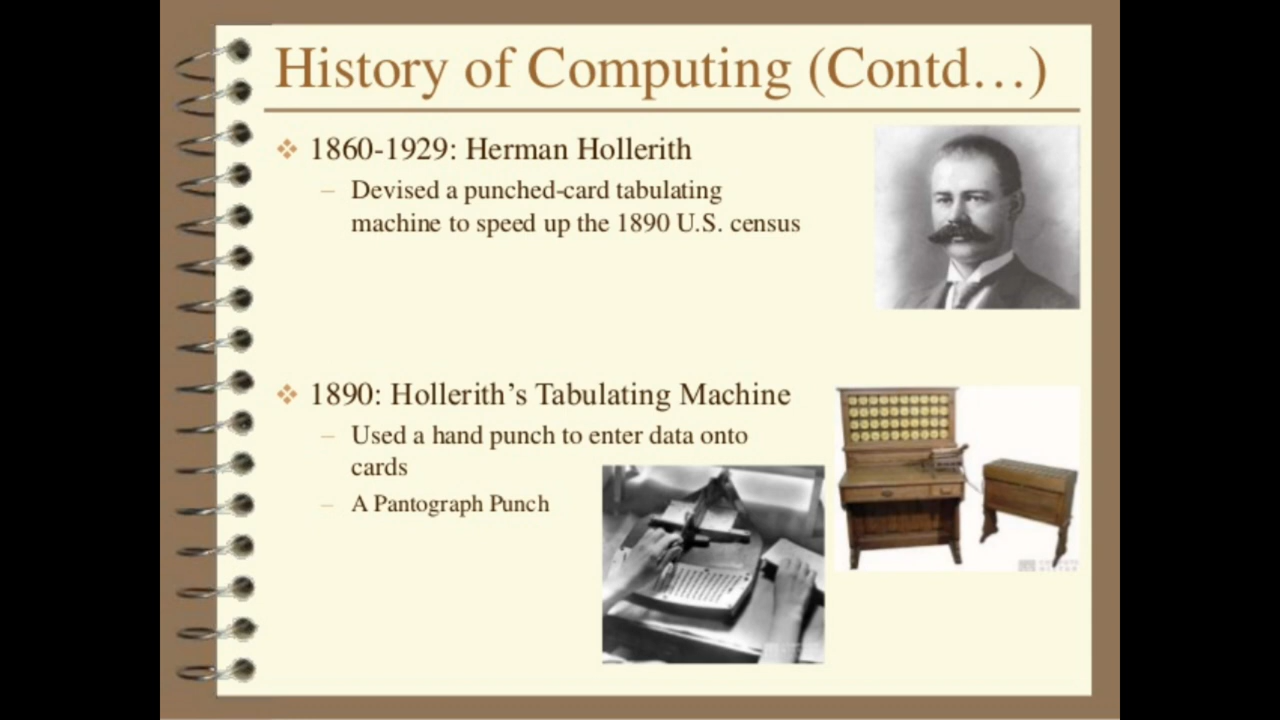 History of Computing (Contd…)
1860-1929: Herman Hollerith
– Devised a punched-card tabulating
machine to speed up the 1890 U.S. census
1890: Hollerith’s Tabulating Machine
– Used a hand punch to enter data onto
cards
– A Pantograph Punch